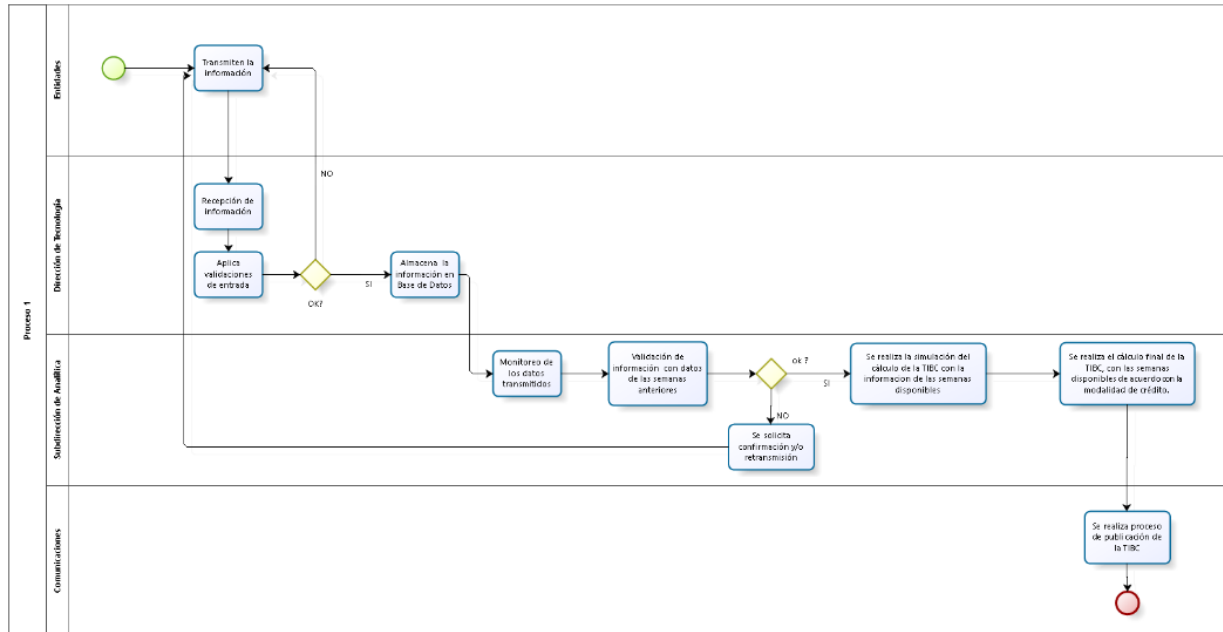 Proceso 1
Entidades
Transmiten la
información
NO
Dirección de Tecnología
Recepción de
información
Aplica
validaciones
de entrada
OK?
SI
Almacena la
información en
Base de Datos
Subdirección de Analítica
Monitoreo de
los datos
transmitidos
Validación de
información con datos
de las semanas
anteriores
ok ?
SI
NO
Se solicita
confirmación y/o
retransmisión
Se realiza la simulación del
cálculo de la TIBC con la
informacion de las semanas
disponibles
Se realiza el cálculo final de la
TIBC, con las semanas
disponibles de acuerdo con la
modalidad de crédito.
Comunicaciones
Se realiza proceso
de publicación de
la TIBC